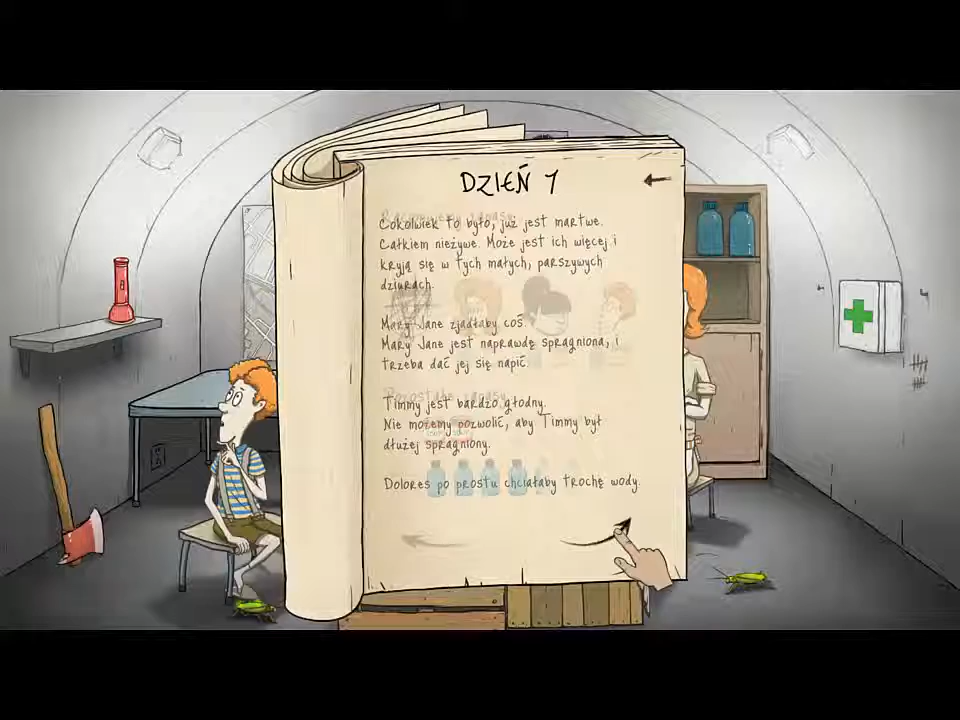 DZIEŃ 7
Cokolwiek to było, już jest martwe.
Całkiem nieżywe. Może jest ich więcej i
kryją się w tych małych, parszywych
dziurach.
Mary Jane zjadłaby coś.
Mary Jane jest naprawdę spragniona, i
trzeba dać jej się napić.
Timmy jest bardzo głodny.
Nie możemy pozwolić, aby Timmy był
dłużej spragniony.
Dolores po prostu chciałaby trochę wody.